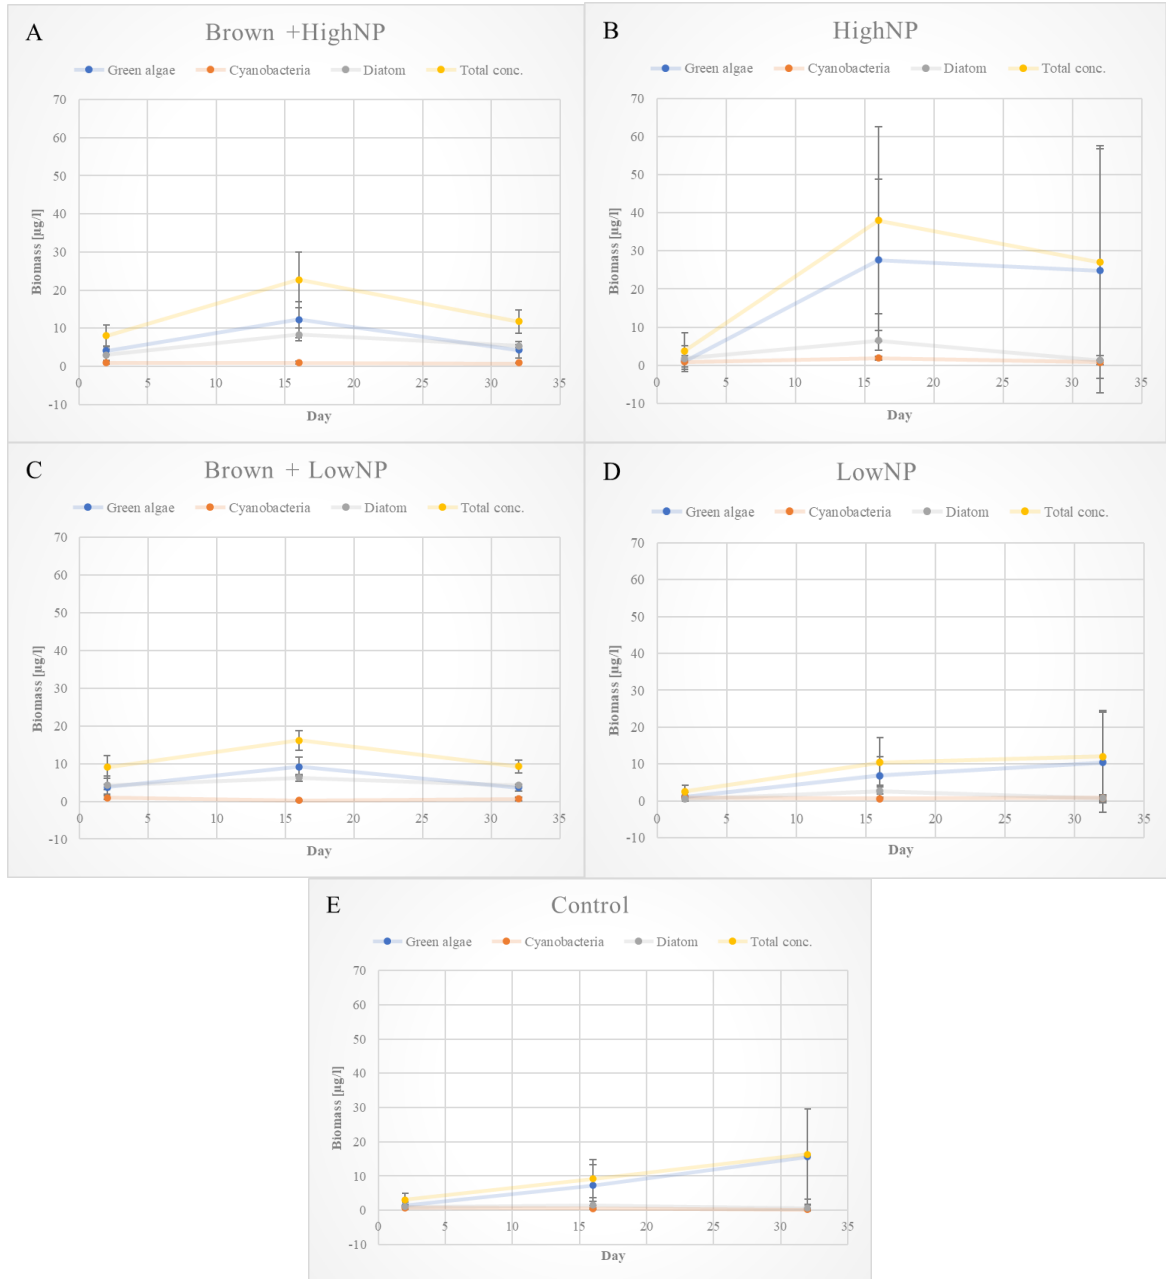 A
Brown +HighNP
Green algae Cyanobacteria Diatom Total conc.
70
60
50
40
30
20
10
0
-10
Biomass [µg/l]
0 5 10 15 20 25 30 35
Day
B
HighNP
Green algae Cyanobacteria Diatom Total conc.
70
60
50
40
30
20
10
0
-10
Biomass [µg/l]
0 5 10 15 20 25 30 35
Day
C
Brown + LowNP
Green algae Cyanobacteria Diatom Total conc.
70
60
50
40
30
20
10
0
-10
Biomass [µg/l]
0 5 10 15 20 25 30 35
Day
D
LowNP
Green algae Cyanobacteria Diatom Total conc.
70
60
50
40
30
20
10
0
-10
Biomass [µg/l]
0 5 10 15 20 25 30 35
Day
E
Control
Green algae Cyanobacteria Diatom Total conc.
70
60
50
40
30
20
10
0
-10
Biomass [µg/l]
0 5 10 15 20 25 30 35
Day